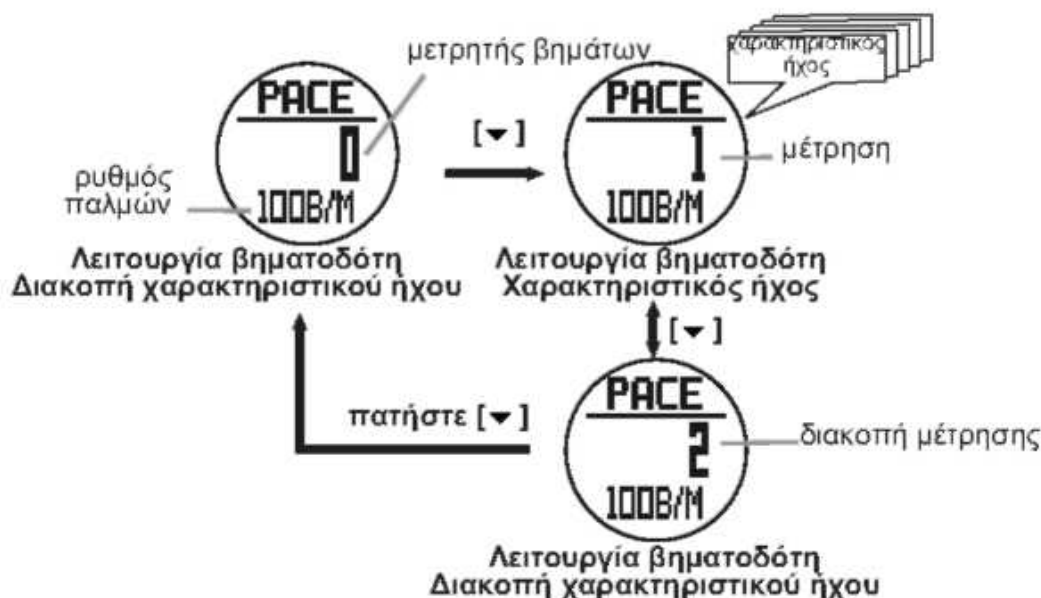 μετρητής βημάτων
χαρακτηριστικός
ήχος
PACE
0
100B/M
ρυθμός
παλμών
[▼]
PACE
1
100B/M
μέτρηση
Λειτουργία βηματοδότη
Διακοπή χαρακτηριστικού ήχου
Λειτουργία βηματοδότη
Χαρακτηριστικός ήχος
[▼]
πατήστε [▼]
PACE
2
100B/M
διακοπή μέτρησης
Λειτουργία βηματοδότη
Διακοπή χαρακτηριστικού ήχου